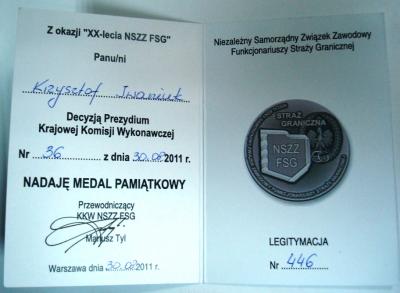 Z okazji "XX-lecia NSZZ FSG"
Panu/ni
Krzysztof Iwaniuk
Decyzją Prezydium
Krajowej Komisji Wykonawczej
Nr 36 z dnia 30.08.2011 r.
NADAJĘ MEDAL PAMIĄTKOWY
Przewodniczący
KKW NSZZ FSG
Mariusz Tyl
Warszawa dnia 30.08.2011 r.
Niezależny Samorządny Związek Zawodowy
Funkcjonariuszy Straży Granicznej
STRAŻ
GRANICZNA
NSZZ
FSG
LEGITYMACJA
Nr 446